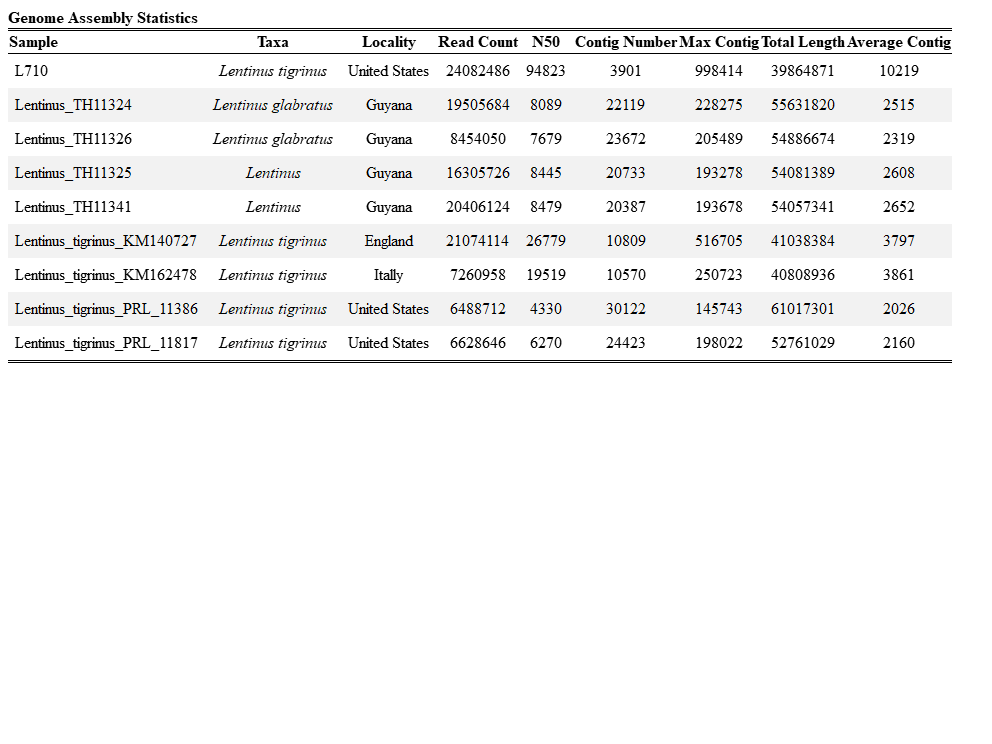 Genome Assembly Statistics
Sample Taxa Locality Read Count N50 Contig Number Max Contig Total Length Average Contig
L710 Lentinus tigrinus United States 24082486 94823 3901 998414 39864871 10219
Lentinus_TH11324 Lentinus glabratus Guyana 19505684 8089 22119 228275 55631820 2515
Lentinus_TH11326 Lentinus glabratus Guyana 8454050 7679 23672 205489 54886674 2319
Lentinus_TH11325 Lentinus Guyana 16305726 8445 20733 193278 54081389 2608
Lentinus_TH11341 Lentinus Guyana 20406124 8479 20387 193678 54057341 2652
Lentinus_tigrinus_KM140727 Lentinus tigrinus England 21074114 26779 10809 516705 41038384 3797
Lentinus_tigrinus_KM162478 Lentinus tigrinus Itally 7260958 19519 10570 250723 40808936 3861
Lentinus_tigrinus_PRL_11386 Lentinus tigrinus United States 6488712 4330 30122 145743 61017301 2026
Lentinus_tigrinus_PRL_11817 Lentinus tigrinus United States 6628646 6270 24423 198022 52761029 2160